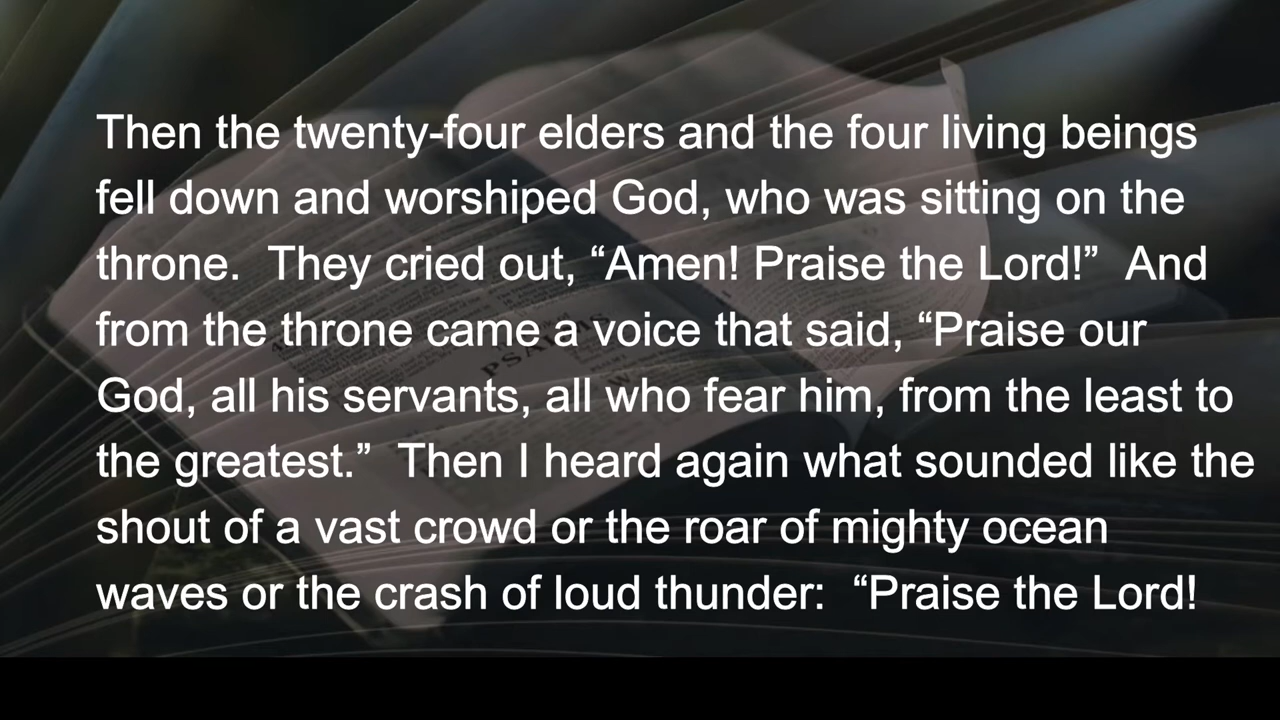 Then the twenty-four elders and the four living beings
fell down and worshiped God, who was sitting on the
throne.  They cried out, “Amen! Praise the Lord!”  And
from the throne came a voice that said, “Praise our
God, all his servants, all who fear him, from the least to
the greatest.”  Then I heard again what sounded like the
shout of a vast crowd or the roar of mighty ocean
waves or the crash of loud thunder:  “Praise the Lord!
PSALMS